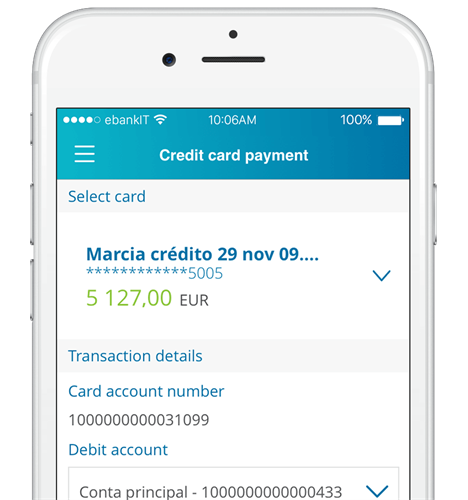 ebankIT 10:06AM 100%
Credit card payment
Select card
Marcia crédito 29 nov 09....
************5005
5 127,00 EUR
Transaction details
Card account number
1000000000031099
Debit account
Conta principal - 1000000000000433